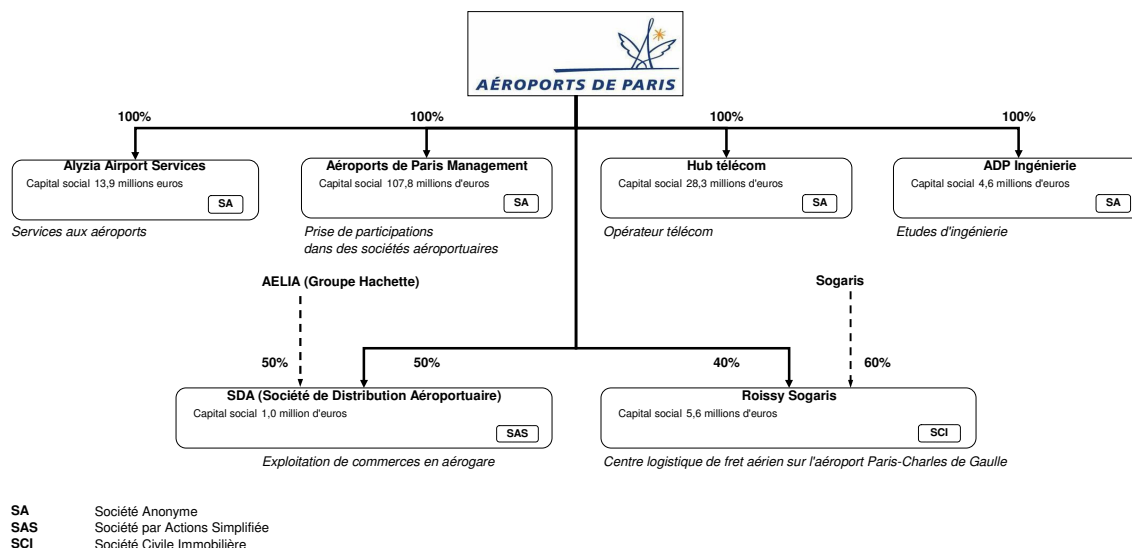 AÉROPORTS DE PARIS
100% 100% 100% 100%
Alyzia Airport Services
Capital social 13,9 millions euros
SA
Services aux aéroports
Aéroports de Paris Management
Capital social 107,8 millions d'euros
SA
Prise de participations
dans des sociétés aéroportuaires
Hub télécom
Capital social 28,3 millions d'euros
SA
Opérateur télécom
ADP Ingénierie
Capital social 4,6 millions d'euros
SA
Etudes d'ingénierie
AELIA (Groupe Hachette)
Sogaris
50% 50% 40% 60%
SDA (Société de Distribution Aéroportuaire)
Capital social 1,0 million d'euros
SAS
Exploitation de commerces en aérogare
Roissy Sogaris
Capital social 5,6 millions d'euros
SCI
Centre logistique de fret aérien sur l'aéroport Paris-Charles de Gaulle
SA Société Anonyme
SAS Société par Actions Simplifiée
SCI Société Civile Immobilière